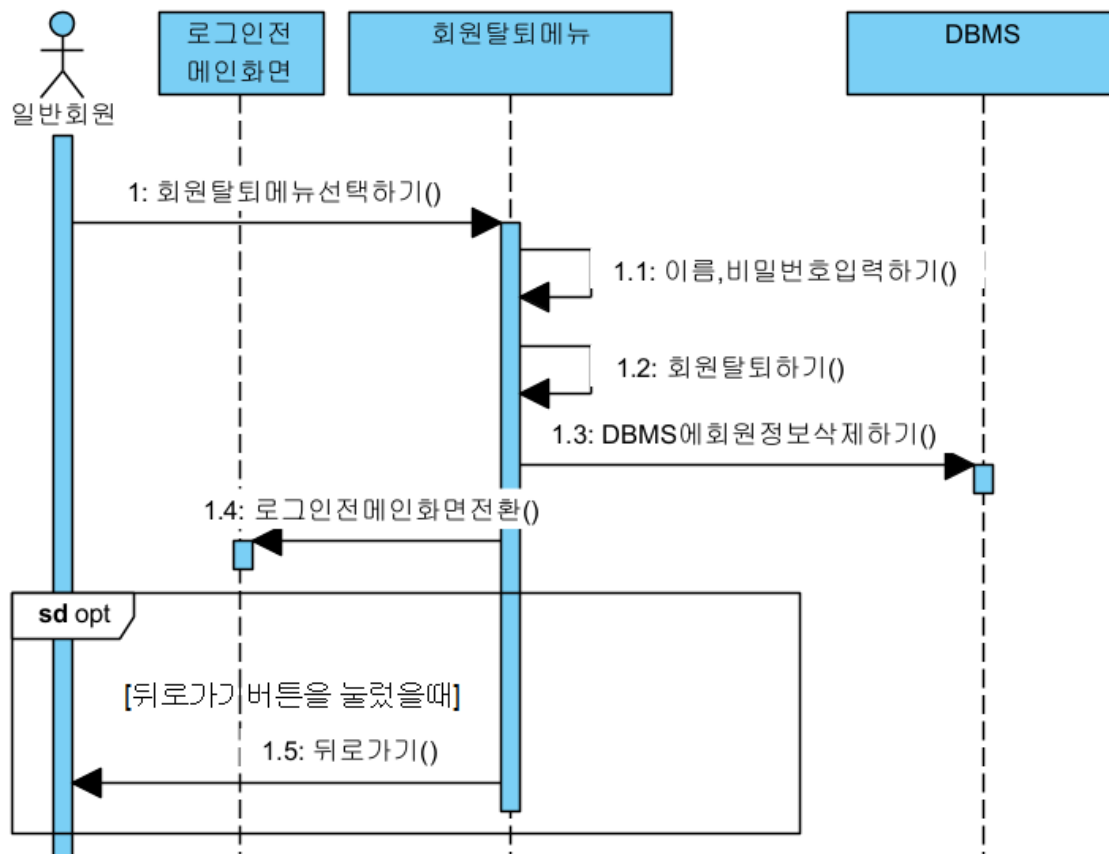 로그인전
메인화면
회원탈퇴메뉴
DBMS
일반회원
1: 회원탈퇴메뉴선택하기()
1.1: 이름,비밀번호입력하기()
1.2: 회원탈퇴하기()
1.3: DBMS에회원정보삭제하기()
1.4: 로그인전메인화면전환()
sd opt
[뒤로가기 버튼을 눌렀을때]
1.5: 뒤로가기()